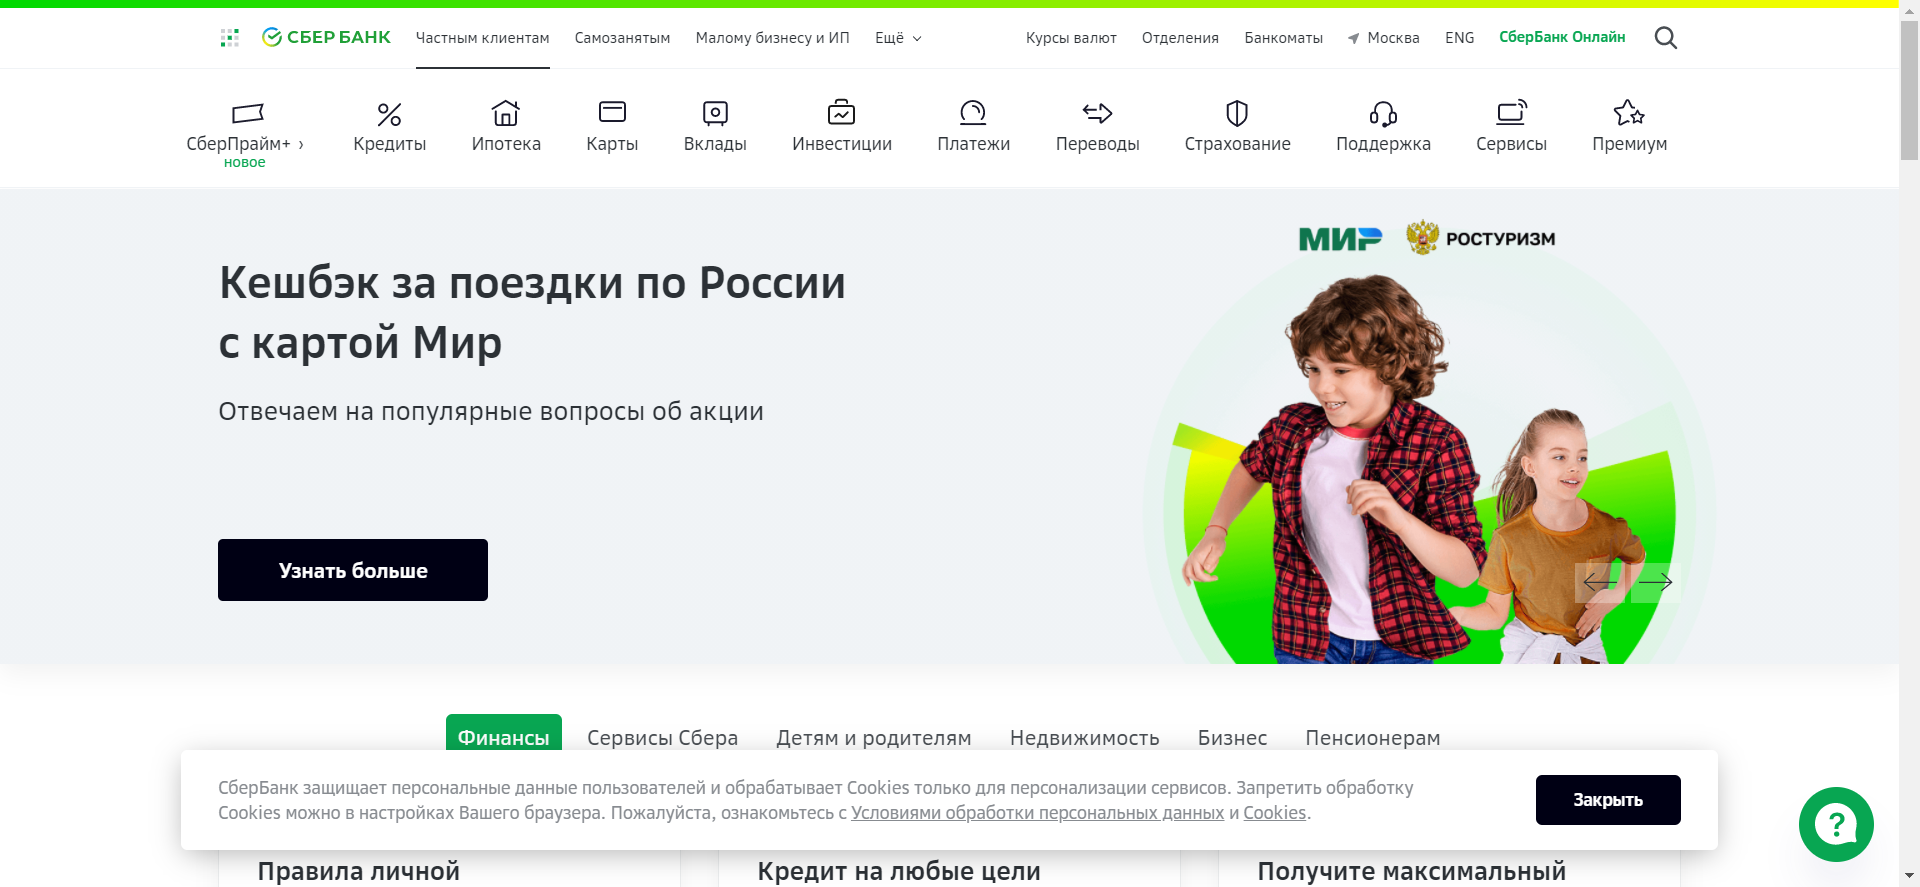 СБЕР БАНК
Частным клиентам
Самозанятым
Малому бизнесу и ИП
Ещё
Курсы валют
Отделения
Банкоматы
Москва
ENG
СберБанк Онлайн
СберПрайм+ ›
новое
Кредиты
Ипотека
Карты
Вклады
Инвестиции
Платежи
Переводы
Страхование
Поддержка
Сервисы
Премиум
МИР
РОСТУРИЗМ
Кешбэк за поездки по России
с картой Мир
Отвечаем на популярные вопросы об акции
Узнать больше
Финансы
Сервисы Сбера
Детям и родителям
Недвижимость
Бизнес
Пенсионерам
СберБанк защищает персональные данные пользователей и обрабатывает Cookies только для персонализации сервисов. Запретить обработку
Cookies можно в настройках Вашего браузера. Пожалуйста, ознакомьтесь с Условиями обработки персональных данных и Cookies.
Закрыть
?
Правила личной
Кредит на любые цели
Получите максимальный